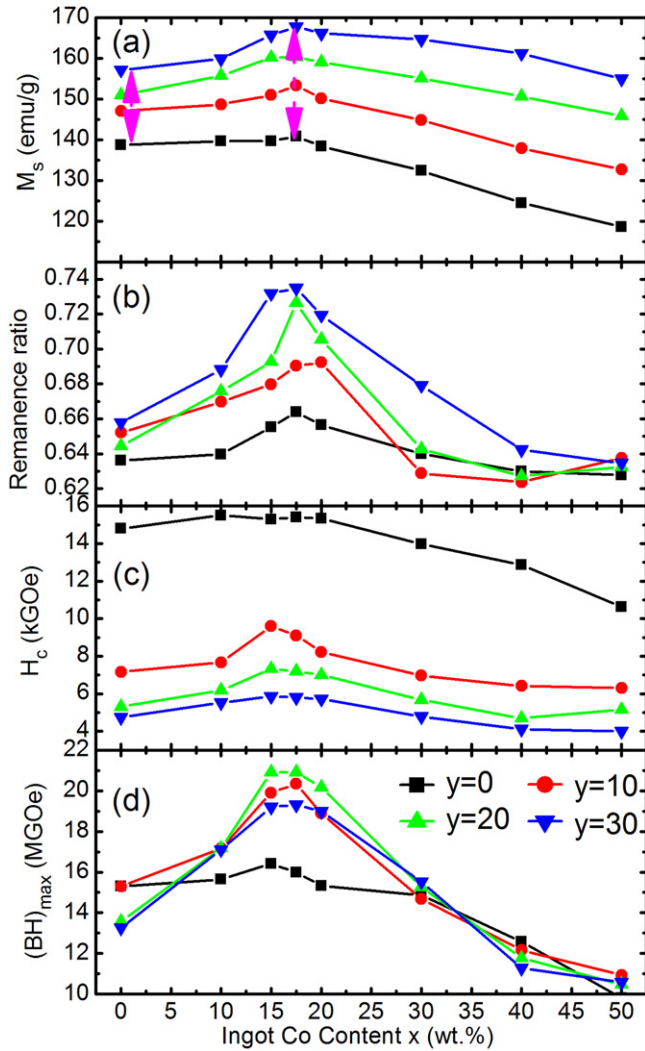 (a)
M_s (emu/g)
170
160
150
140
130
120
(b)
Remanence ratio
0.74
0.72
0.70
0.68
0.66
0.64
0.62
(c)
H_c (kGOe)
16
14
12
10
8
6
4
(d)
(BH)_max (MGOe)
22
20
18
16
14
12
10
y=0 y=10
y=20 y=30
0 5 10 15 20 25 30 35 40 45 50
Ingot Co Content x (wt.%)